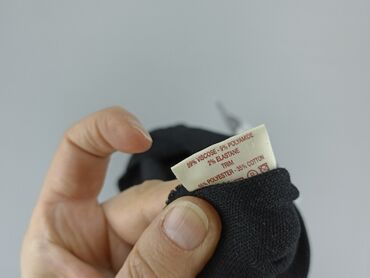 89% VISCOSE - 9% POLYAMIDE
2% ELASTANE
TRIM
65% POLYESTER - 35% COTTON